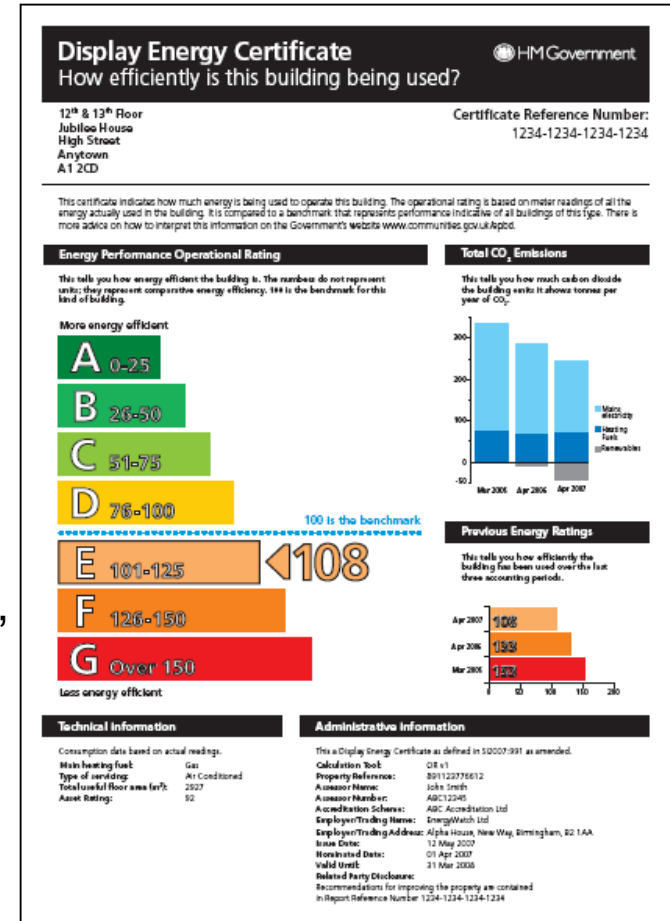 Display Energy Certificate
How efficiently is this building being used?
HM Government
12th & 13th Floor
Jubilee House
High Street
Anytown
A1 2CD
Certificate Reference Number:
1234-1234-1234-1234
This certificate indicates how much energy is being used to operate this building. The operational rating is based on meter readings of all the
energy actually used in the building. It is compared to a benchmark that represents performance indicative of all buildings of this type. There is
more advice on how to interpret this information on the Government's website www.communities.gov.uk/epbd.
Energy Performance Operational Rating
This tells you how energy efficient the building is. The numbers do not represent
units; they represent comparative energy efficiency. 100 is the benchmark for this
kind of building.
More energy efficient
A 0-25
B 26-50
C 51-75
D 76-100
100 is the benchmark
E 101-125
108
F 126-150
G Over 150
Less energy efficient
,
Total CO2 Emissions
This tells you how much carbon dioxide
the building emits it shows tonnes per
year of CO2.
300
200
100
0
-50
Mar 2005 Apr 2006 Apr 2007
Mains
electricity
Heating
Fuels
Renewables
Previous Energy Ratings
This tells you how efficiently the
building has been used over the last
three accounting periods.
Apr 2007 108
Apr 2006 133
Mar 2005 153
0 50 100 150 200
Technical information
Consumption data based on actual readings.
Main heating fuel: Gas
Type of servicing: Air Conditioned
Total useful floor area (m²): 2927
Asset Rating: 92
Administrative information
This a Display Energy Certificate as defined in SI2007:991 as amended.
Calculation Tool: OR v1
Property Reference: 891123776612
Assessor Name: John Smith
Assessor Number: ABC12345
Accreditation Scheme: ABC Accreditation Ltd
Employer/Trading Name: EnergyWatch Ltd
Employer/Trading Address: Alpha House, New Way, Birmingham, B2 1AA
Issue Date: 12 May 2007
Nominated Date: 01 Apr 2007
Valid Until: 31 Mar 2008
Related Party Disclosure:
Recommendations for improving the property are contained
in Report Reference Number 1234-1234-1234-1234